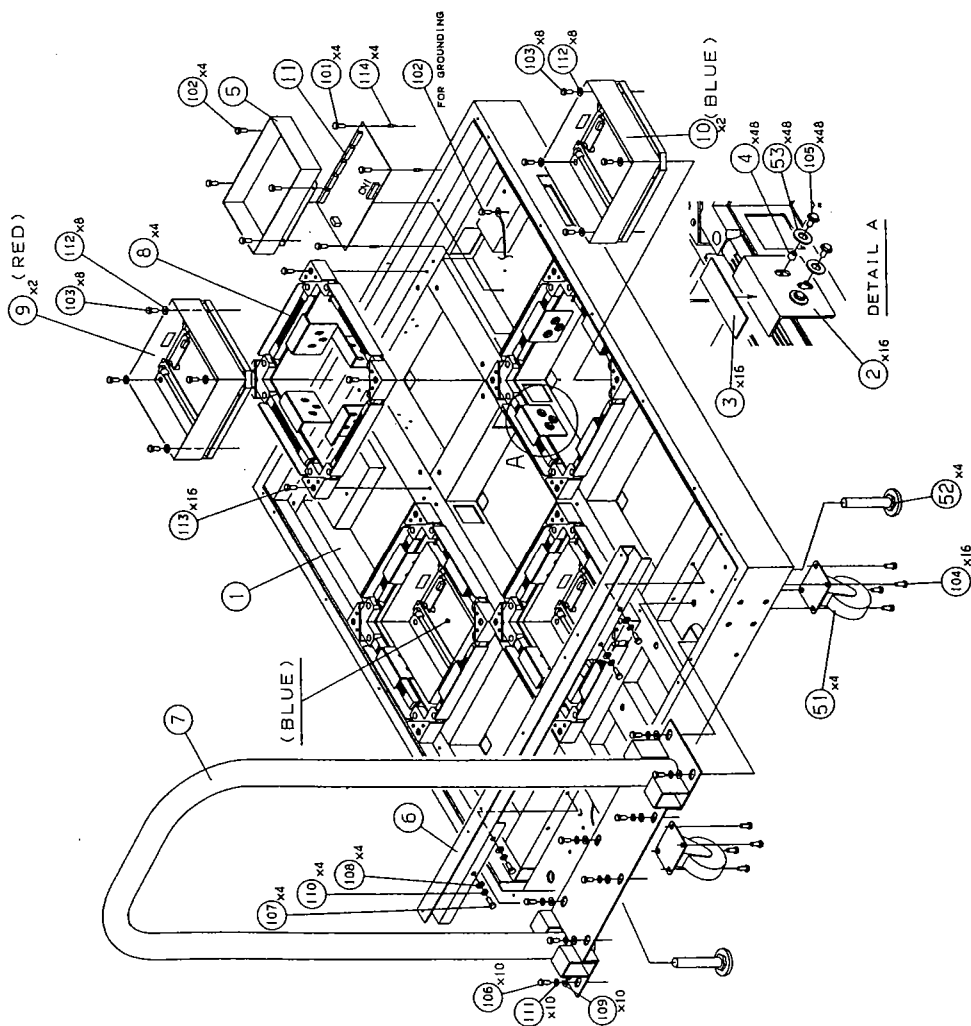 9 x2 (RED)
103 x8
112 x8
8 x4
102 x4
5
11
101 x4
114 x4
102
FOR GROUNDING
103 x8
112 x8
10 x2 (BLUE)
113 x16
1
(BLUE)
7
6
I/O
A
4 x48
53 x48
105 x48
3 x16
2 x16
DETAIL A
107 x4
110 x4
108 x4
106 x10
111 x10
109 x10
51 x4
52 x4
104 x16